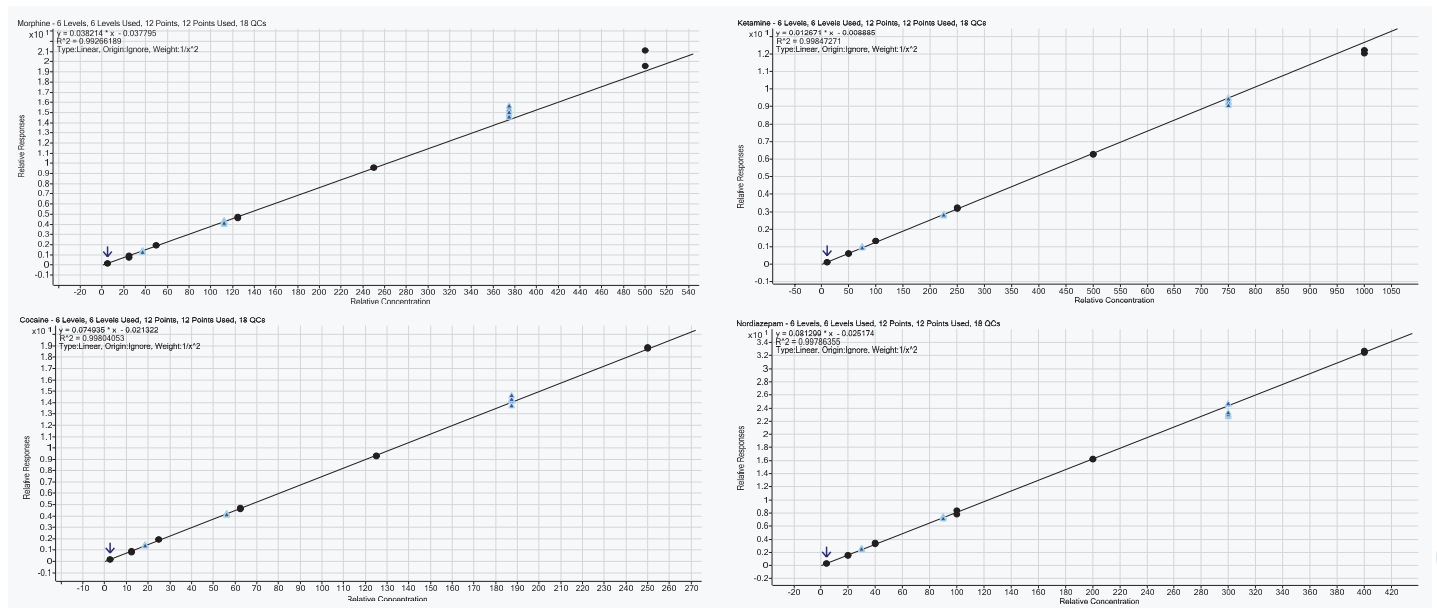 Morphine - 6 Levels, 6 Levels Used, 12 Points, 12 Points Used, 18 QCs
x10 1
y = 0.038214 * x - 0.037795
R^2 = 0.99266189
Type:Linear, Origin:Ignore, Weight:1/x^2
2.1
2
1.9
1.8
1.7
1.6
1.5
1.4
1.3
1.2
1.1
1
0.9
0.8
0.7
0.6
0.5
0.4
0.3
0.2
0.1
0
-0.1
Relative Responses
-20 0 20 40 60 80 100 120 140 160 180 200 220 240 260 280 300 320 340 360 380 400 420 440 460 480 500 520 540
Relative Concentration
Ketamine - 6 Levels, 6 Levels Used, 12 Points, 12 Points Used, 18 QCs
x10 1
y = 0.012671 * x - 0.008885
R^2 = 0.99847271
Type:Linear, Origin:Ignore, Weight:1/x^2
1.2
1.1
1
0.9
0.8
0.7
0.6
0.5
0.4
0.3
0.2
0.1
0
-0.1
Relative Responses
-50 0 50 100 150 200 250 300 350 400 450 500 550 600 650 700 750 800 850 900 950 1000 1050
Relative Concentration
Cocaine - 6 Levels, 6 Levels Used, 12 Points, 12 Points Used, 18 QCs
x10 1
y = 0.074935 * x - 0.021322
R^2 = 0.99804053
Type:Linear, Origin:Ignore, Weight:1/x^2
1.9
1.8
1.7
1.6
1.5
1.4
1.3
1.2
1.1
1
0.9
0.8
0.7
0.6
0.5
0.4
0.3
0.2
0.1
0
-0.1
Relative Responses
-10 0 10 20 30 40 50 60 70 80 90 100 110 120 130 140 150 160 170 180 190 200 210 220 230 240 250 260 270
Relative Concentration
Nordiazepam - 6 Levels, 6 Levels Used, 12 Points, 12 Points Used, 18 QCs
x10 1
y = 0.081299 * x - 0.025174
R^2 = 0.99786355
Type:Linear, Origin:Ignore, Weight:1/x^2
3.4
3.2
3
2.8
2.6
2.4
2.2
2
1.8
1.6
1.4
1.2
1
0.8
0.6
0.4
0.2
0
-0.2
Relative Responses
-20 0 20 40 60 80 100 120 140 160 180 200 220 240 260 280 300 320 340 360 380 400 420
Relative Concentration